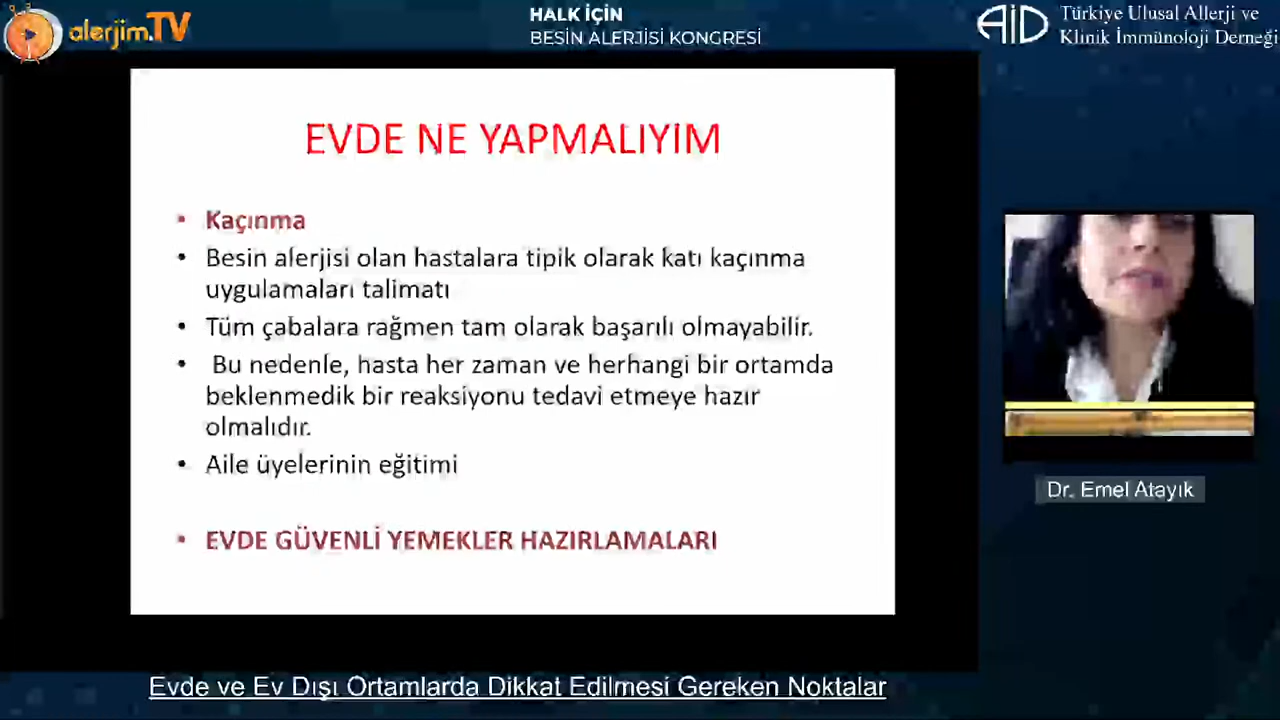 alerjim.TV
HALK İÇİN
BESİN ALERJİSİ KONGRESİ
AİD
Türkiye Ulusal Allerji ve
Klinik İmmünoloji Derneği
EVDE NE YAPMALIYIM
• Kaçınma
• Besin alerjisi olan hastalara tipik olarak katı kaçınma
uygulamaları talimatı
• Tüm çabalara rağmen tam olarak başarılı olmayabilir.
• Bu nedenle, hasta her zaman ve herhangi bir ortamda
beklenmedik bir reaksiyonu tedavi etmeye hazır
olmalıdır.
• Aile üyelerinin eğitimi
• EVDE GÜVENLİ YEMEKLER HAZIRLAMALARI
Dr. Emel Atayık
Evde ve Ev Dışı Ortamlarda Dikkat Edilmesi Gereken Noktalar